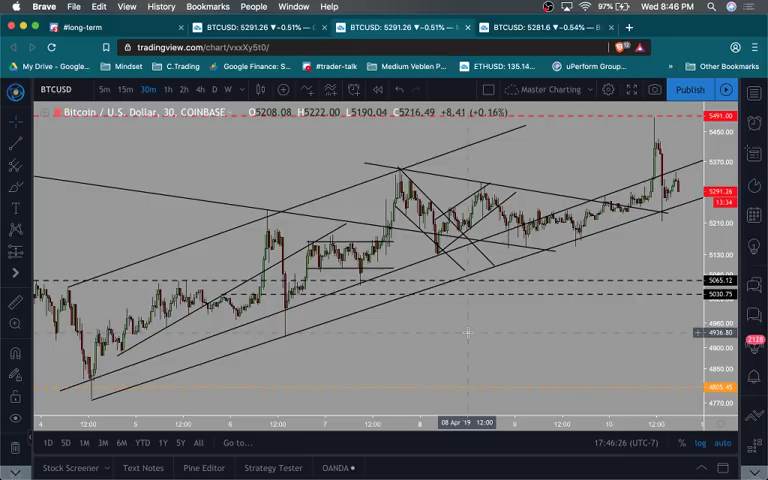 Brave File Edit View History Bookmarks People Window Help 97% Wed 8:46 PM
#long-term BTCUSD: 5291.26 ▼−0.51% BTCUSD: 5291.26 ▼−0.51% BTCUSD: 5281.6 ▼−0.54%
tradingview.com/chart/vxxXy5t0/
My Drive - Google... Mindset C.Trading Google Finance #trader-talk Medium Veblen P... ETHUSD: 135.14... uPerform Group... Other Bookmarks
BTCUSD 5m 15m 30m 1h 2h 4h D W Master Charting Publish
Bitcoin / U.S. Dollar, 30, COINBASE O5208.08 H5222.00 L5190.04 C5216.49 +8.41 (+0.16%)
5491.00
5450.00
5370.00
5291.26
13:34
5210.00
5130.00
5065.12
5030.75
4960.00
4936.80
4900.00
4850.00
4805.45
4770.00
2128
4 12:00 5 12:00 6 12:00 7 12:00 8 08 Apr '19 12:00 9 12:00 10 12:00
1D 5D 1M 3M 6M YTD 1Y 5Y All Go to... 17:46:26 (UTC-7) % log auto
Stock Screener Text Notes Pine Editor Strategy Tester OANDA